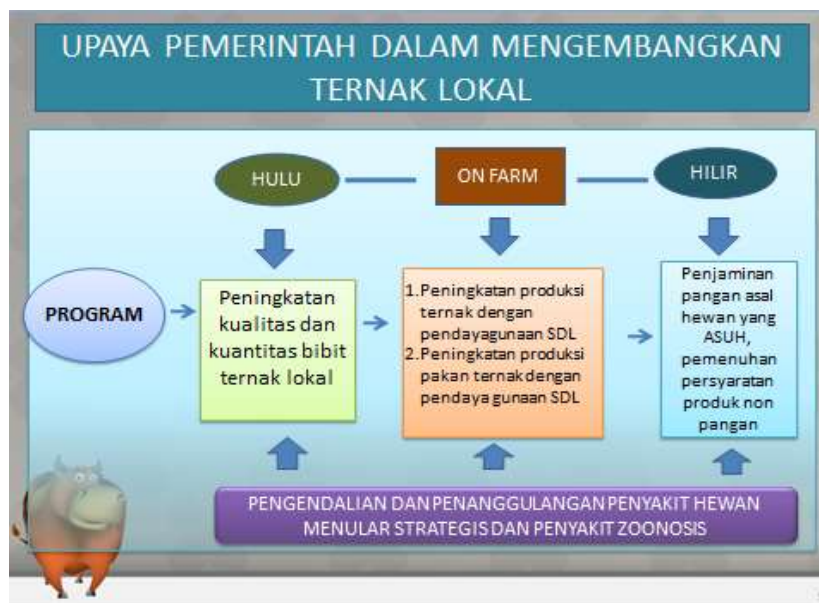 UPAYA PEMERINTAH DALAM MENGEMBANGKAN
TERNAK LOKAL
HULU
ON FARM
HILIR
PROGRAM
Peningkatan
kualitas dan
kuantitas bibit
ternak lokal
1.Peningkatan produksi
ternak dengan
pendayagunaan SDL
2.Peningkatan produksi
pakan ternak dengan
pendaya gunaan SDL
Penjaminan
pangan asal
hewan yang
ASUH,
pemenuhan
persyaratan
produk non
pangan
PENGENDALIAN DAN PENANGGULANGAN PENYAKIT HEWAN
MENULAR STRATEGIS DAN PENYAKIT ZOONOSIS